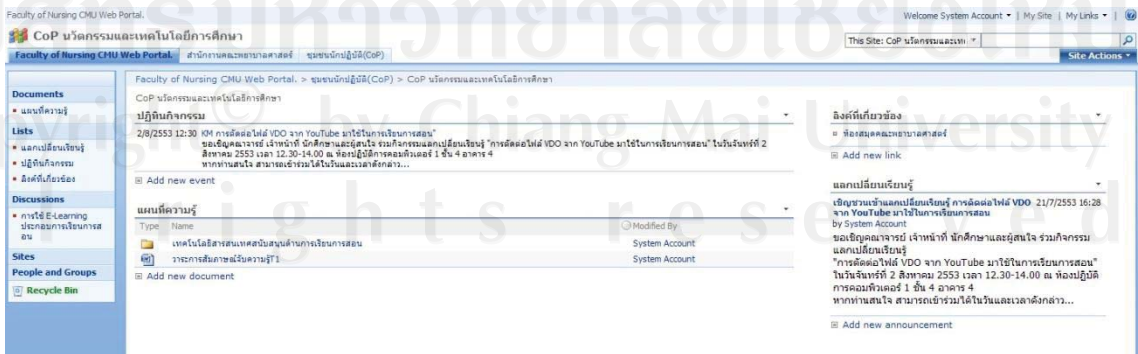 Faculty of Nursing CMU Web Portal.
Welcome System Account | My Site | My Links
CoP นวัตกรรมและเทคโนโลยีการศึกษา
This Site: CoP นวัตกรรมและเท
Faculty of Nursing CMU Web Portal. สำนักงานคณะพยาบาลศาสตร์ ชุมชนนักปฏิบัติ(CoP)
Site Actions
Faculty of Nursing CMU Web Portal. > ชุมชนนักปฏิบัติ(CoP) > CoP นวัตกรรมและเทคโนโลยีการศึกษา
Documents
แผนที่ความรู้
Lists
แลกเปลี่ยนเรียนรู้
ปฏิทินกิจกรรม
ลิงค์ที่เกี่ยวข้อง
Discussions
การใช้ E-Learning
ประกอบการเรียนการส
อน
Sites
People and Groups
Recycle Bin
CoP นวัตกรรมและเทคโนโลยีการศึกษา
ปฏิทินกิจกรรม
2/8/2553 12:30 KM การตัดต่อไฟล์ VDO จาก YouTube มาใช้ในการเรียนการสอน"
ขอเชิญคณาจารย์ เจ้าหน้าที่ นักศึกษาและผู้สนใจ ร่วมกิจกรรมแลกเปลี่ยนเรียนรู้ "การตัดต่อไฟล์ VDO จาก YouTube มาใช้ในการเรียนการสอน" ในวันจันทร์ที่ 2
สิงหาคม 2553 เวลา 12.30-14.00 ณ ห้องปฏิบัติการคอมพิวเตอร์ 1 ชั้น 4 อาคาร 4
หากท่านสนใจ สามารถเข้าร่วมได้ในวันและเวลาดังกล่าว...
Add new event
แผนที่ความรู้
Type Name Modified By
เทคโนโลยีสารสนเทศสนับสนุนด้านการเรียนการสอน System Account
วาระการสัมภาษณ์จับความรู้T1 System Account
Add new document
ลิงค์ที่เกี่ยวข้อง
ห้องสมุดคณะพยาบาลศาสตร์
Add new link
แลกเปลี่ยนเรียนรู้
เชิญชวนเข้าแลกเปลี่ยนเรียนรู้ การตัดต่อไฟล์ VDO 21/7/2553 16:28
จาก YouTube มาใช้ในการเรียนการสอน
by System Account
ขอเชิญคณาจารย์ เจ้าหน้าที่ นักศึกษาและผู้สนใจ ร่วมกิจกรรม
แลกเปลี่ยนเรียนรู้
"การตัดต่อไฟล์ VDO จาก YouTube มาใช้ในการเรียนการสอน"
ในวันจันทร์ที่ 2 สิงหาคม 2553 เวลา 12.30-14.00 ณ ห้องปฏิบัติ
การคอมพิวเตอร์ 1 ชั้น 4 อาคาร 4
หากท่านสนใจ สามารถเข้าร่วมได้ในวันและเวลาดังกล่าว...
Add new announcement
by Chiang Mai University
rights reserved